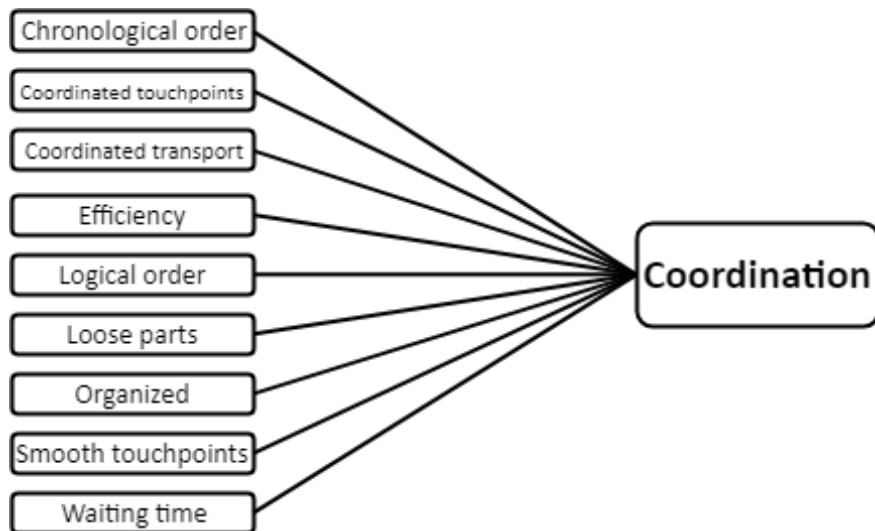 Chronological order
Coordinated touchpoints
Coordinated transport
Efficiency
Logical order
Loose parts
Organized
Smooth touchpoints
Waiting time
Coordination